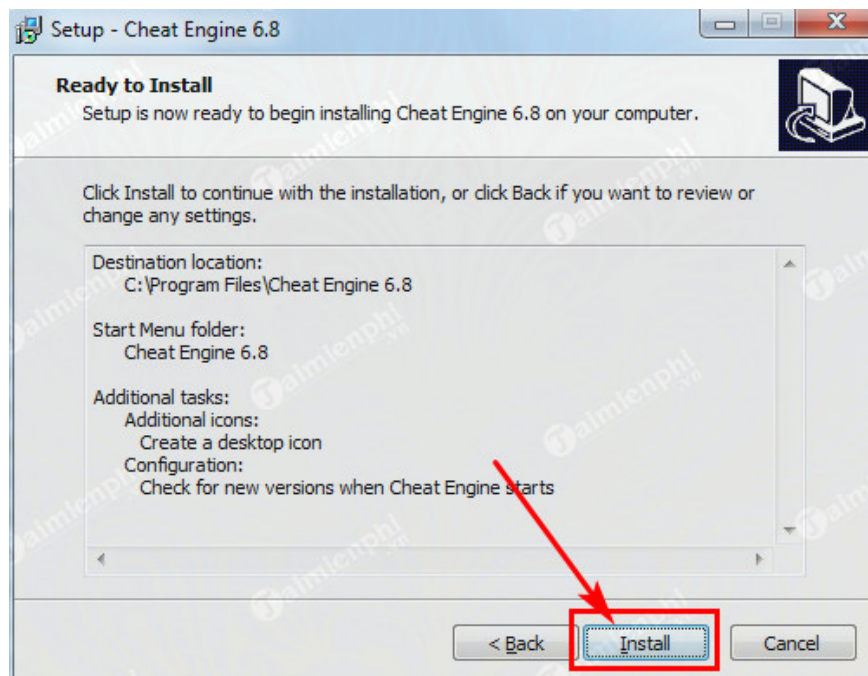 Setup - Cheat Engine 6.8
Ready to Install
Setup is now ready to begin installing Cheat Engine 6.8 on your computer.
Click Install to continue with the installation, or click Back if you want to review or
change any settings.
Destination location:
C:\Program Files\Cheat Engine 6.8
Start Menu folder:
Cheat Engine 6.8
Additional tasks:
Additional icons:
Create a desktop icon
Configuration:
Check for new versions when Cheat Engine starts
< Back
Install
Cancel
Taimienphi
.vn